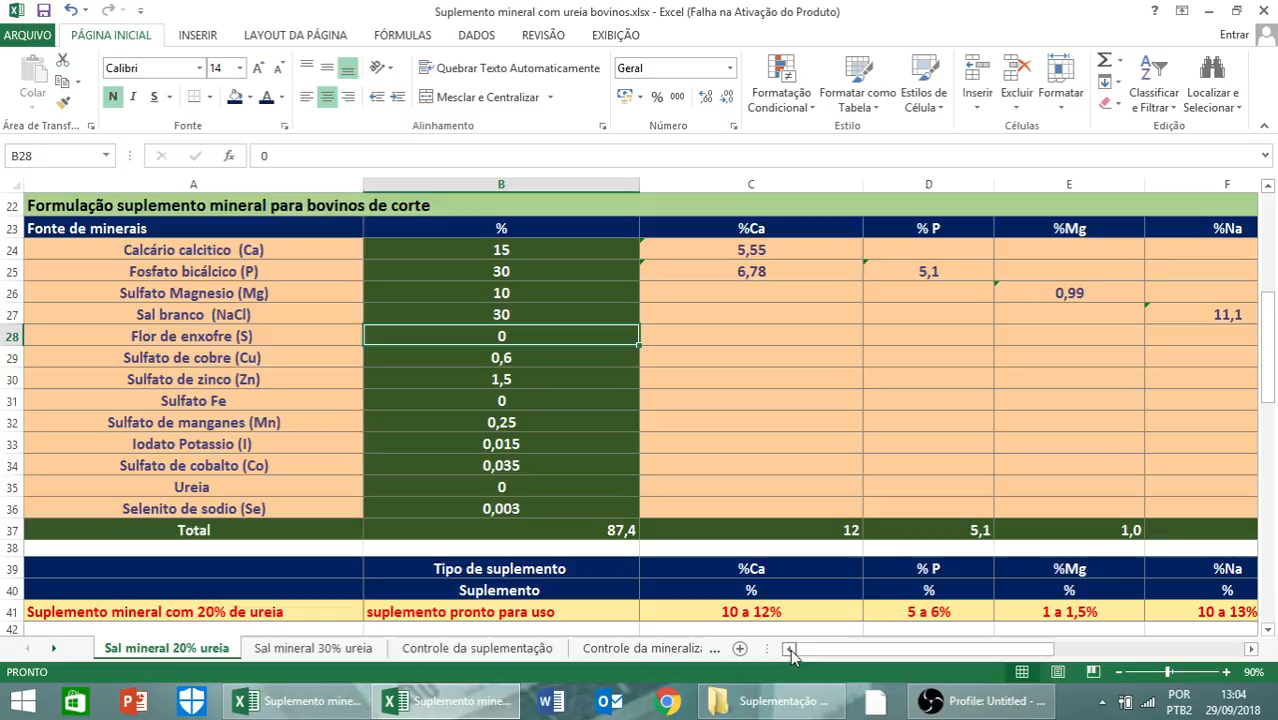 Suplemento mineral com ureia bovinos.xlsx - Excel (Falha na Ativação do Produto)
ARQUIVO PÁGINA INICIAL INSERIR LAYOUT DA PÁGINA FÓRMULAS DADOS REVISÃO EXIBIÇÃO Entrar
Calibri 14 Quebrar Texto Automaticamente Geral
Colar Mesclar e Centralizar Formatação Condicional Formatar como Tabela Estilos de Célula Inserir Excluir Formatar Classificar e Filtrar Localizar e Selecionar
Área de Transf... Fonte Alinhamento Número Estilo Células Edição
B28 0
A B C D E F
22 Formulação suplemento mineral para bovinos de corte
23 Fonte de minerais % %Ca % P %Mg %Na
24 Calcário calcitico (Ca) 15 5,55
25 Fosfato bicálcico (P) 30 6,78 5,1
26 Sulfato Magnesio (Mg) 10 0,99
27 Sal branco (NaCl) 30 11,1
28 Flor de enxofre (S) 0
29 Sulfato de cobre (Cu) 0,6
30 Sulfato de zinco (Zn) 1,5
31 Sulfato Fe 0
32 Sulfato de manganes (Mn) 0,25
33 Iodato Potassio (I) 0,015
34 Sulfato de cobalto (Co) 0,035
35 Ureia 0
36 Selenito de sodio (Se) 0,003
37 Total 87,4 12 5,1 1,0
38
39 Tipo de suplemento %Ca % P %Mg %Na
40 Suplemento % % % %
41 Suplemento mineral com 20% de ureia suplemento pronto para uso 10 a 12% 5 a 6% 1 a 1,5% 10 a 13%
42
Sal mineral 20% ureia Sal mineral 30% ureia Controle da suplementação Controle da mineraliza ...
PRONTO 90%
Suplemento mine... Suplemento mine... Suplementação ... Profile: Untitled - ... POR 13:04
PTB2 29/09/2018